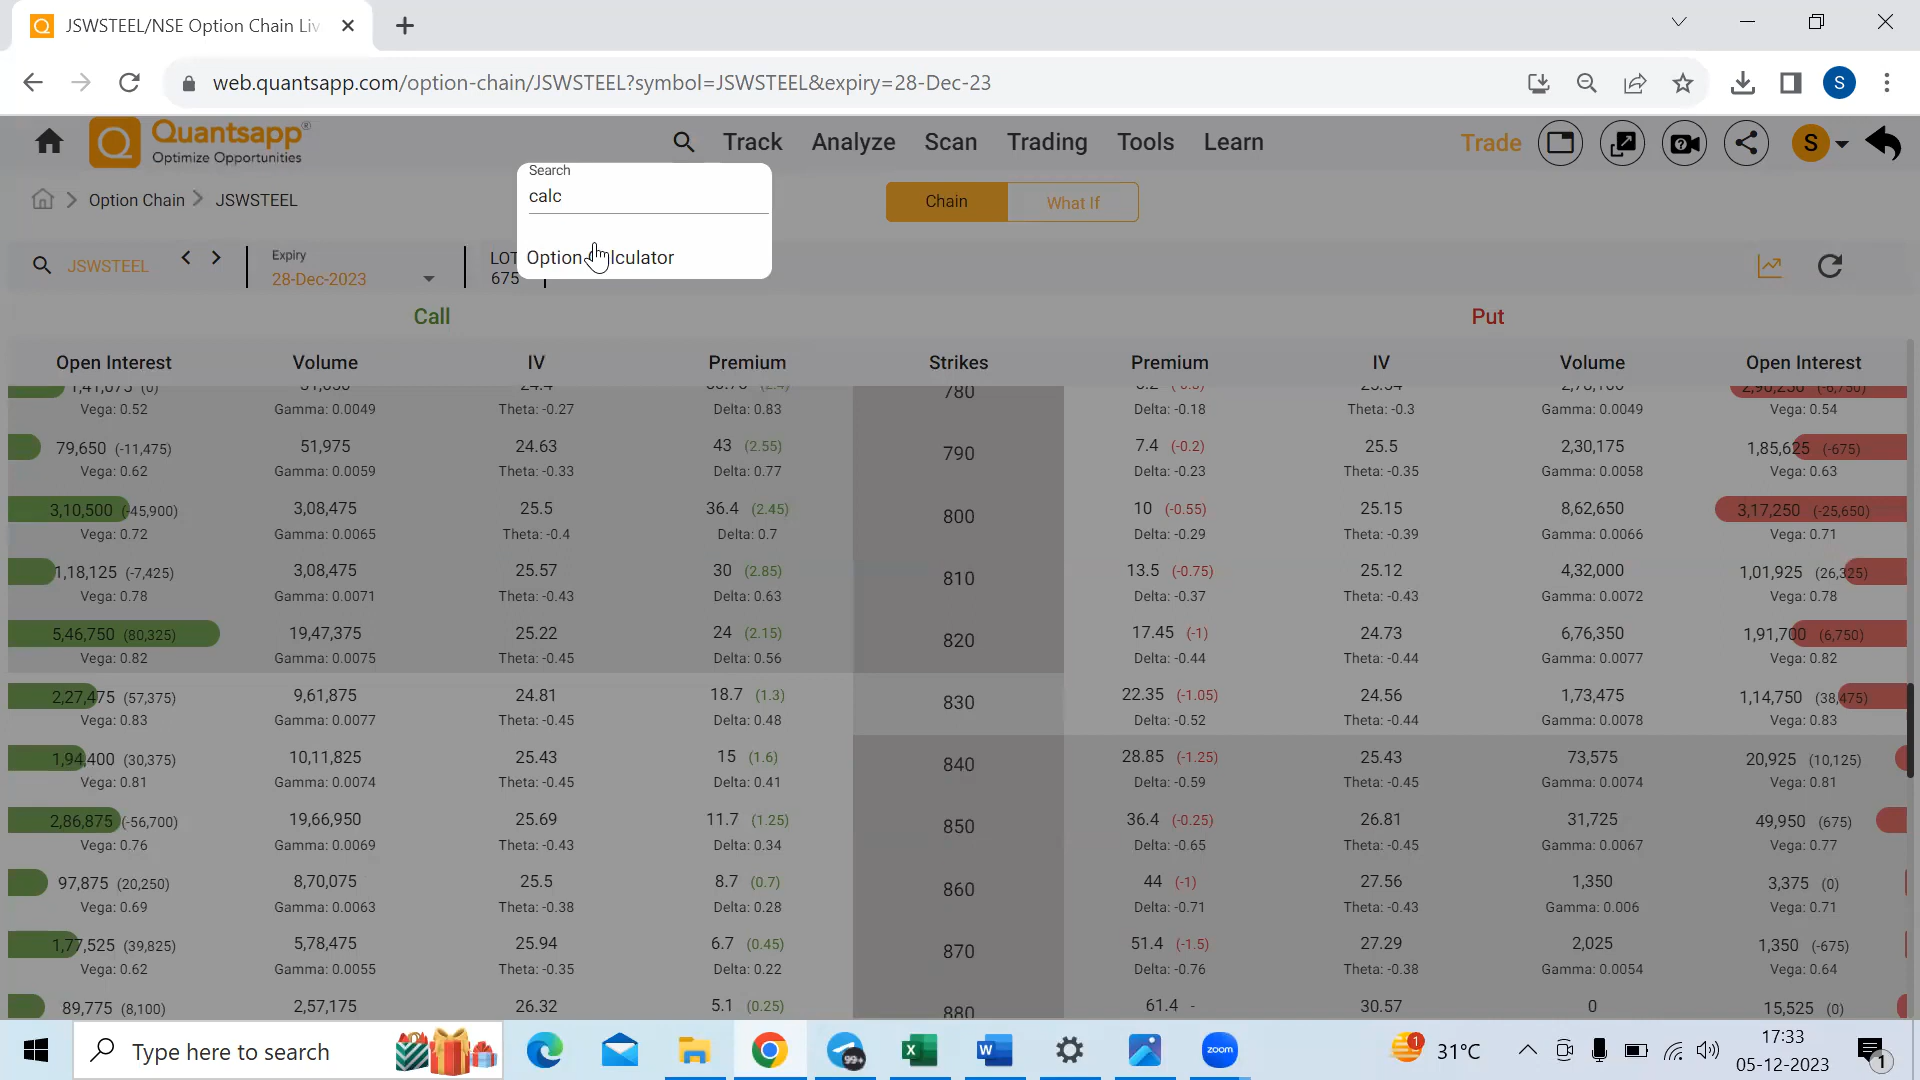 JSWSTEEL/NSE Option Chain Liv
web.quantsapp.com/option-chain/JSWSTEEL?symbol=JSWSTEEL&expiry=28-Dec-23
S
Quantsapp®
Optimize Opportunities
Track Analyze Scan Trading Tools Learn
Trade
S
Option Chain JSWSTEEL
Search
calc
Option
Chain What If
JSWSTEEL
Expiry
28-Dec-2023
LOT
675
Call Put
Open Interest Volume IV Premium Strikes Premium IV Volume Open Interest
780
Vega: 0.52 Gamma: 0.0049 Theta: -0.27 Delta: 0.83 Delta: -0.18 Theta: -0.3 Gamma: 0.0049 Vega: 0.54
79,650 (-11,475) 51,975 24.63 43 (2.55) 790 7.4 (-0.2) 25.5 2,30,175 1,85,625 (-675)
Vega: 0.62 Gamma: 0.0059 Theta: -0.33 Delta: 0.77 Delta: -0.23 Theta: -0.35 Gamma: 0.0058 Vega: 0.63
3,10,500 (-45,900) 3,08,475 25.5 36.4 (2.45) 800 10 (-0.55) 25.15 8,62,650 3,17,250 (-25,650)
Vega: 0.72 Gamma: 0.0065 Theta: -0.4 Delta: 0.7 Delta: -0.29 Theta: -0.39 Gamma: 0.0066 Vega: 0.71
1,18,125 (-7,425) 3,08,475 25.57 30 (2.85) 810 13.5 (-0.75) 25.12 4,32,000 1,01,925 (26,325)
Vega: 0.78 Gamma: 0.0071 Theta: -0.43 Delta: 0.63 Delta: -0.37 Theta: -0.43 Gamma: 0.0072 Vega: 0.78
5,46,750 (80,325) 19,47,375 25.22 24 (2.15) 820 17.45 (-1) 24.73 6,76,350 1,91,700 (6,750)
Vega: 0.82 Gamma: 0.0075 Theta: -0.45 Delta: 0.56 Delta: -0.44 Theta: -0.44 Gamma: 0.0077 Vega: 0.82
2,27,475 (57,375) 9,61,875 24.81 18.7 (1.3) 830 22.35 (-1.05) 24.56 1,73,475 1,14,750 (38,475)
Vega: 0.83 Gamma: 0.0077 Theta: -0.45 Delta: 0.48 Delta: -0.52 Theta: -0.44 Gamma: 0.0078 Vega: 0.83
1,94,400 (30,375) 10,11,825 25.43 15 (1.6) 840 28.85 (-1.25) 25.43 73,575 20,925 (10,125)
Vega: 0.81 Gamma: 0.0074 Theta: -0.45 Delta: 0.41 Delta: -0.59 Theta: -0.45 Gamma: 0.0074 Vega: 0.81
2,86,875 (-56,700) 19,66,950 25.69 11.7 (1.25) 850 36.4 (-0.25) 26.81 31,725 49,950 (675)
Vega: 0.76 Gamma: 0.0069 Theta: -0.43 Delta: 0.34 Delta: -0.65 Theta: -0.45 Gamma: 0.0067 Vega: 0.77
97,875 (20,250) 8,70,075 25.5 8.7 (0.7) 860 44 (-1) 27.56 1,350 3,375 (0)
Vega: 0.69 Gamma: 0.0063 Theta: -0.38 Delta: 0.28 Delta: -0.71 Theta: -0.43 Gamma: 0.006 Vega: 0.71
1,77,525 (39,825) 5,78,475 25.94 6.7 (0.45) 870 51.4 (-1.5) 27.29 2,025 1,350 (-675)
Vega: 0.62 Gamma: 0.0055 Theta: -0.35 Delta: 0.22 Delta: -0.76 Theta: -0.38 Gamma: 0.0054 Vega: 0.64
89,775 (8,100) 2,57,175 26.32 5.1 (0.25) 880 61.4 - 30.57 0 15,525 (0)
Type here to search
99+
zoom
1
31°C
17:33
05-12-2023
1